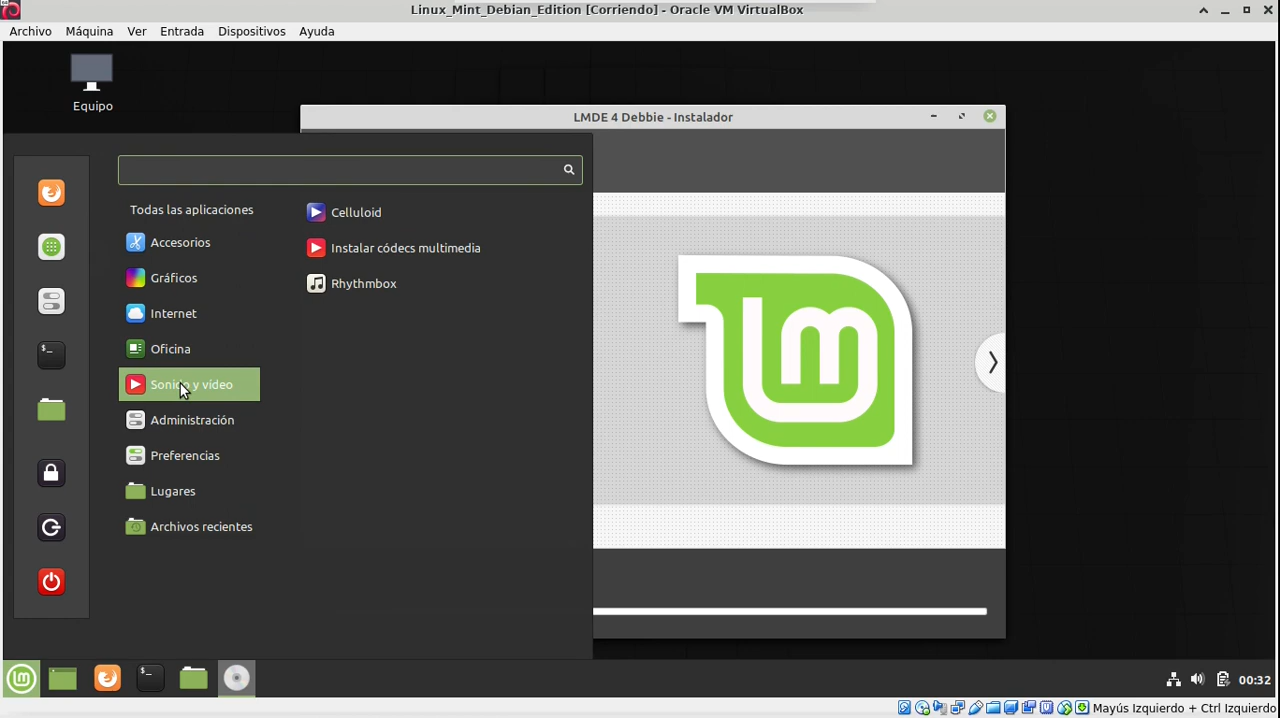 Linux_Mint_Debian_Edition [Corriendo] - Oracle VM VirtualBox
Archivo Máquina Ver Entrada Dispositivos Ayuda
Equipo
LMDE 4 Debbie - Instalador
Todas las aplicaciones
Accesorios
Gráficos
Internet
Oficina
Sonido y vídeo
Administración
Preferencias
Lugares
Archivos recientes
Celluloid
Instalar códecs multimedia
Rhythmbox
00:32
Mayús Izquierdo + Ctrl Izquierdo